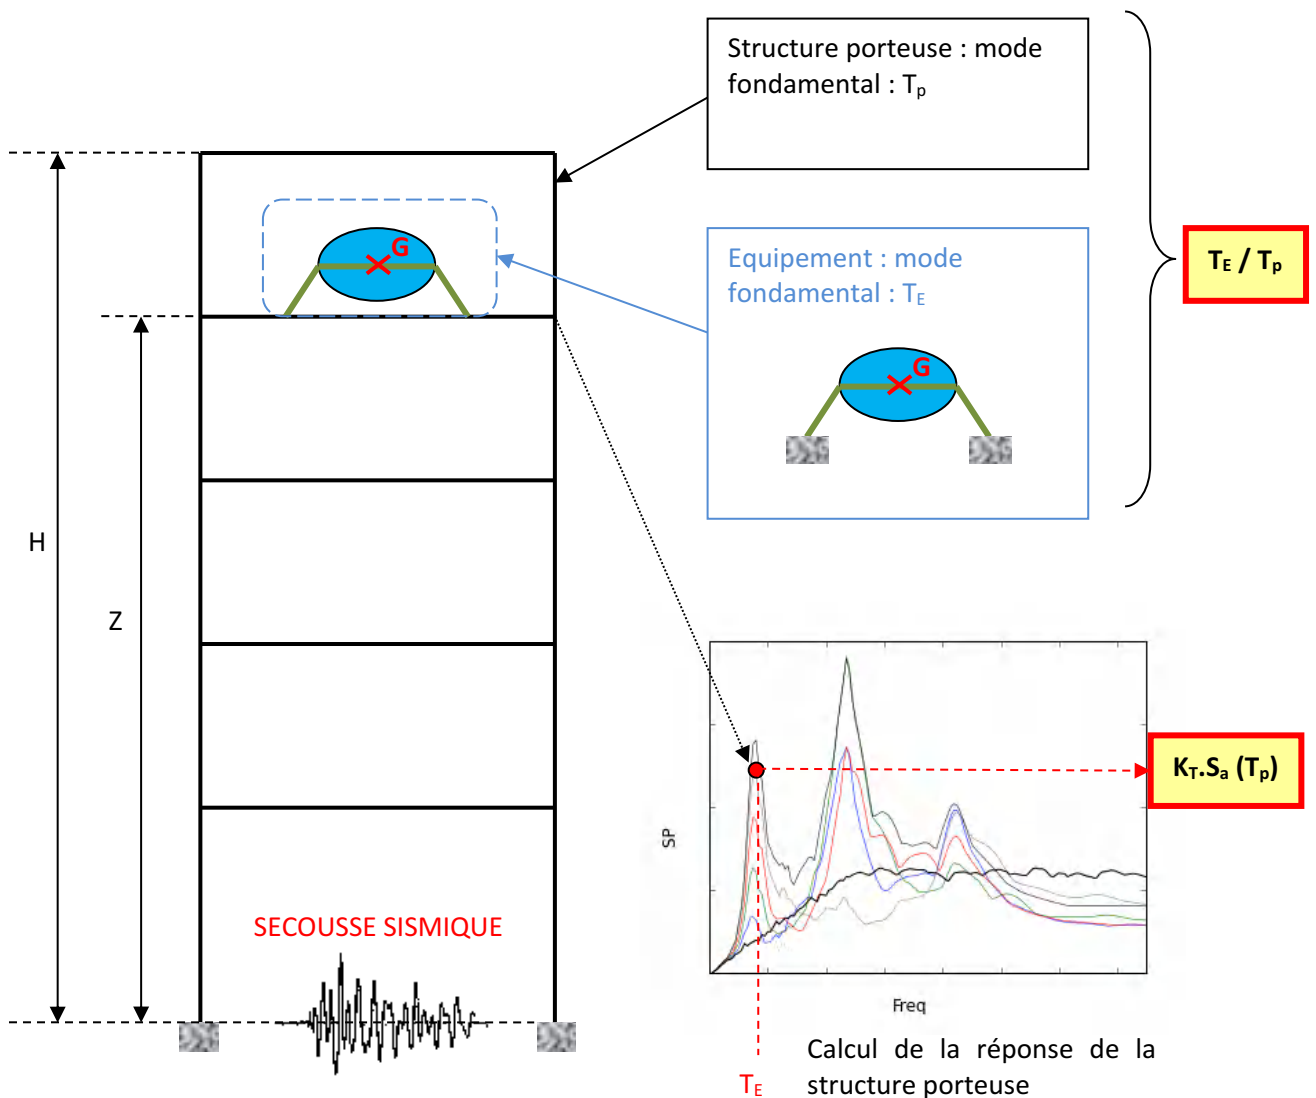 Structure porteuse : mode
fondamental : Tp
G
Equipement : mode
fondamental : TE
TE / Tp
G
H
Z
KT.Sa (Tp)
SP
SECOUSSE SISMIQUE
Freq
Calcul de la réponse de la
structure porteuse
TE